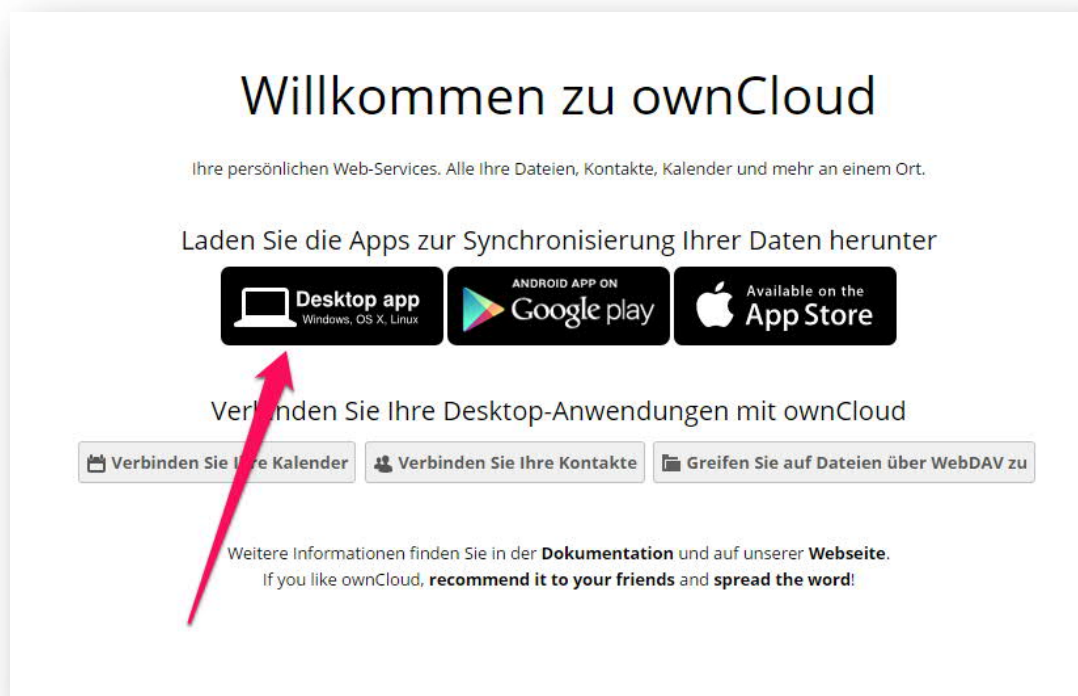 Willkommen zu ownCloud
Ihre persönlichen Web-Services. Alle Ihre Dateien, Kontakte, Kalender und mehr an einem Ort.
Laden Sie die Apps zur Synchronisierung Ihrer Daten herunter
Desktop app
Windows, OS X, Linux
ANDROID APP ON
Google play
Available on the
App Store
Verbinden Sie Ihre Desktop-Anwendungen mit ownCloud
Verbinden Sie Ihre Kalender
Verbinden Sie Ihre Kontakte
Greifen Sie auf Dateien über WebDAV zu
Weitere Informationen finden Sie in der Dokumentation und auf unserer Webseite.
If you like ownCloud, recommend it to your friends and spread the word!